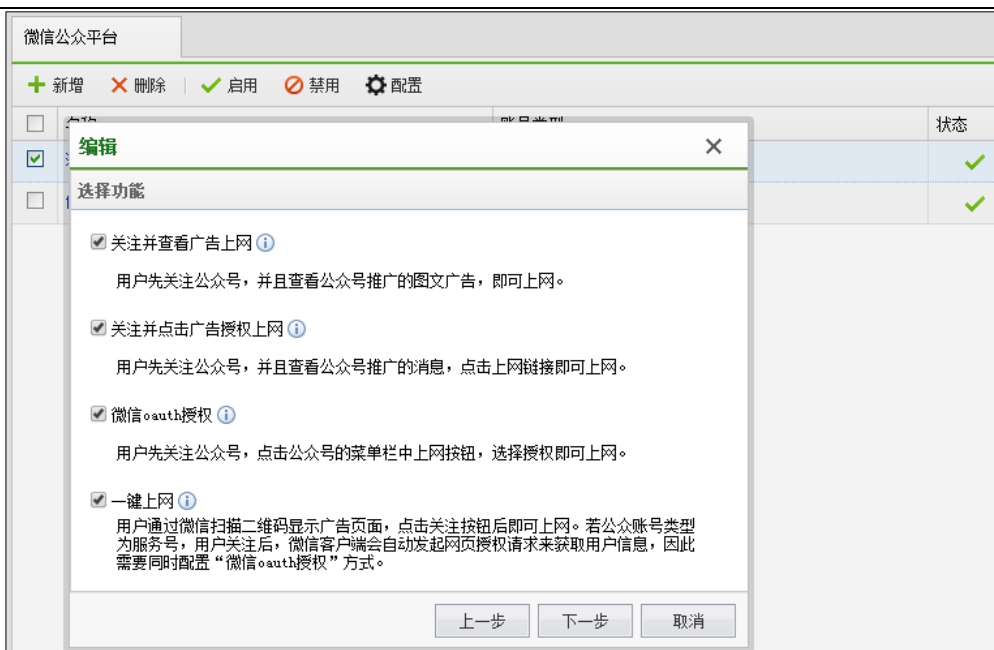 微信公众平台
新增 删除 启用 禁用 配置
状态
编辑
选择功能
关注并查看广告上网
用户先关注公众号，并且查看公众号推广的图文广告，即可上网。
关注并点击广告授权上网
用户先关注公众号，并且查看公众号推广的消息，点击上网链接即可上网。
微信oauth授权
用户先关注公众号，点击公众号的菜单栏中上网按钮，选择授权即可上网。
一键上网
用户通过微信扫描二维码显示广告页面，点击关注按钮后即可上网。若公众账号类型
为服务号，用户关注后，微信客户端会自动发起网页授权请求来获取用户信息，因此
需要同时配置“微信oauth授权”方式。
上一步 下一步 取消